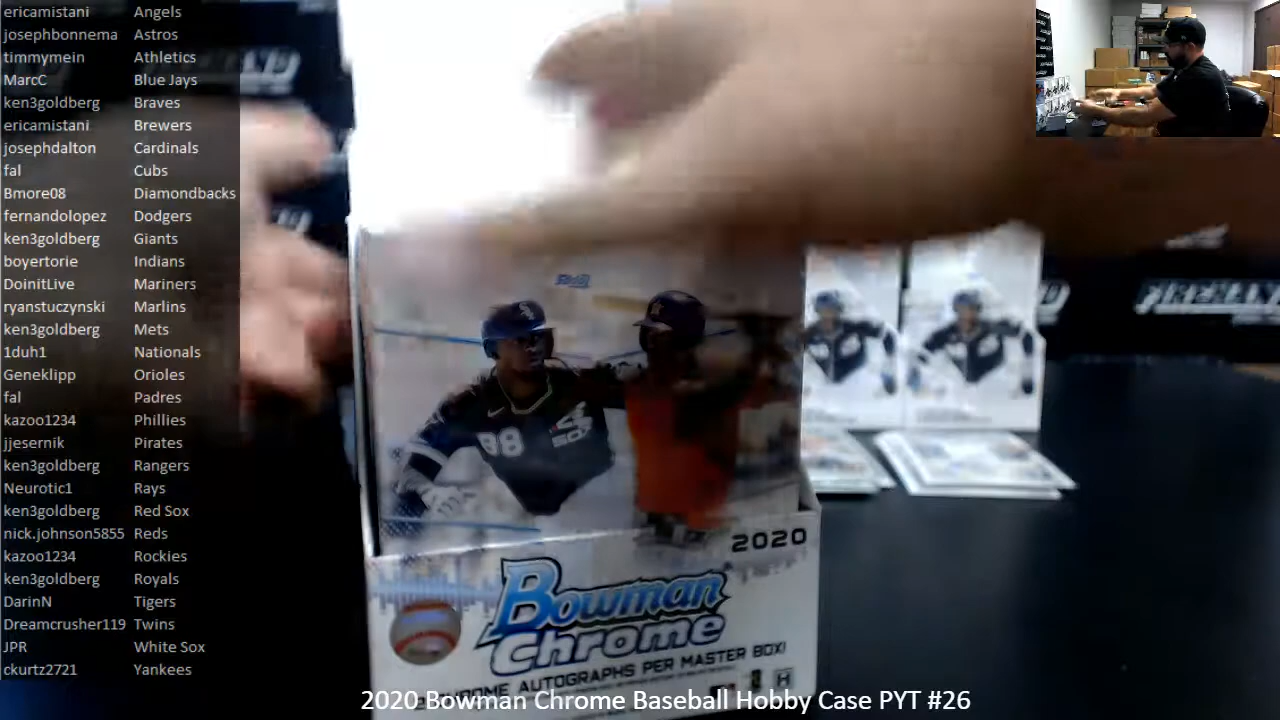 ericamistani Angels
josephbonnema Astros
timmymein Athletics
MarcC Blue Jays
ken3goldberg Braves
ericamistani Brewers
josephdalton Cardinals
fal Cubs
Bmore08 Diamondbacks
fernandolopez Dodgers
ken3goldberg Giants
boyertorie Indians
DoinitLive Mariners
ryanstuczynski Marlins
ken3goldberg Mets
1duh1 Nationals
Geneklipp Orioles
fal Padres
kazoo1234 Phillies
jjesernik Pirates
ken3goldberg Rangers
Neurotic1 Rays
ken3goldberg Red Sox
nick.johnson5855 Reds
kazoo1234 Rockies
ken3goldberg Royals
DarinN Tigers
Dreamcrusher119 Twins
JPR White Sox
ckurtz2721 Yankees
88
SOX
2020
Bowman
Chrome
CHROME AUTOGRAPHS PER MASTER BOX!
H
2020 Bowman Chrome Baseball Hobby Case PYT #26